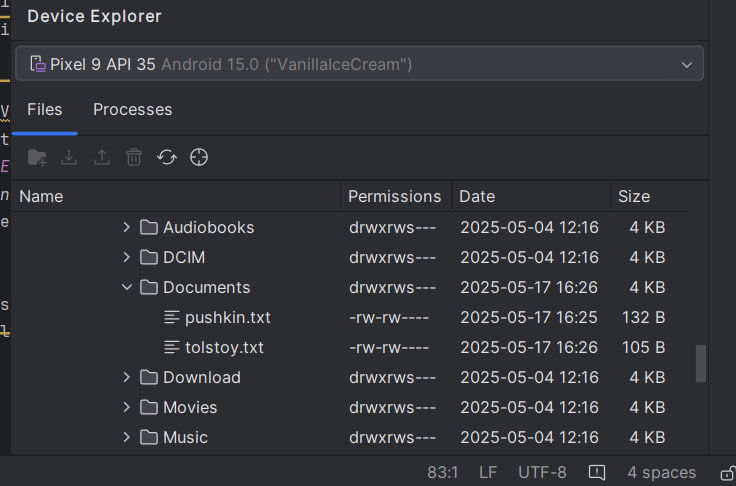 Device Explorer
Pixel 9 API 35 Android 15.0 ("VanillaIceCream")
Files Processes
Name Permissions Date Size
Audiobooks drwxrws--- 2025-05-04 12:16 4 KB
DCIM drwxrws--- 2025-05-04 12:16 4 KB
Documents drwxrws--- 2025-05-17 16:26 4 KB
pushkin.txt -rw-rw---- 2025-05-17 16:25 132 B
tolstoy.txt -rw-rw---- 2025-05-17 16:26 105 B
Download drwxrws--- 2025-05-04 12:16 4 KB
Movies drwxrws--- 2025-05-04 12:16 4 KB
Music drwxrws--- 2025-05-04 12:16 4 KB
83:1 LF UTF-8 4 spaces